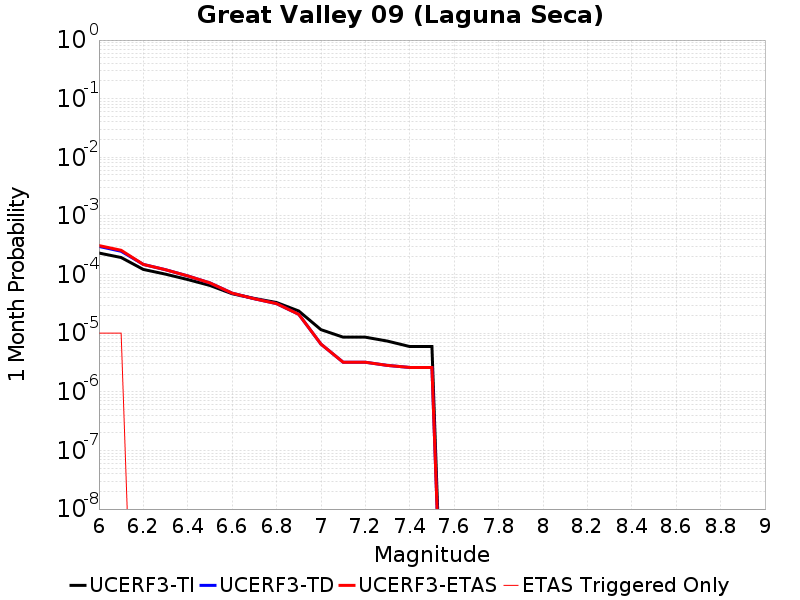 Great Valley 09 (Laguna Seca)
1 Month Probability
10^0
10^-1
10^-2
10^-3
10^-4
10^-5
10^-6
10^-7
10^-8
6 6.2 6.4 6.6 6.8 7 7.2 7.4 7.6 7.8 8 8.2 8.4 8.6 8.8 9
Magnitude
UCERF3-TI UCERF3-TD UCERF3-ETAS ETAS Triggered Only